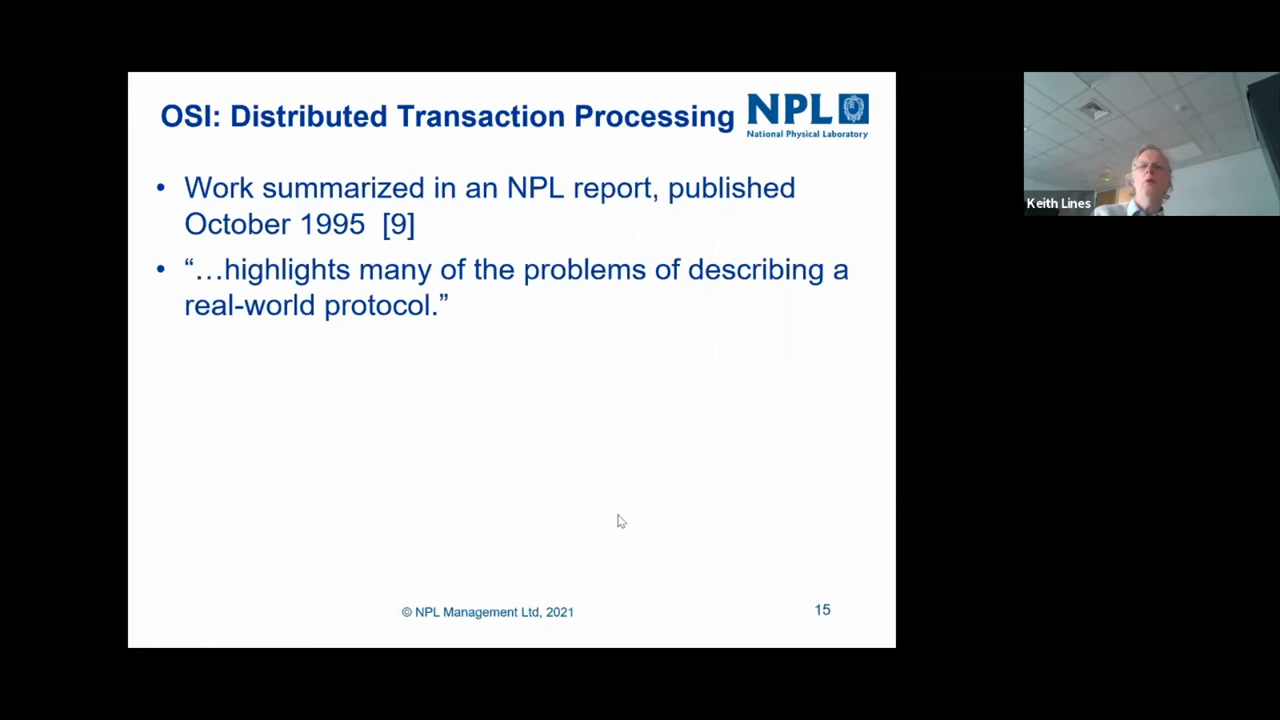 OSI: Distributed Transaction Processing
NPL
National Physical Laboratory
• Work summarized in an NPL report, published
October 1995 [9]
• “…highlights many of the problems of describing a
real-world protocol.”
© NPL Management Ltd, 2021
15
Keith Lines